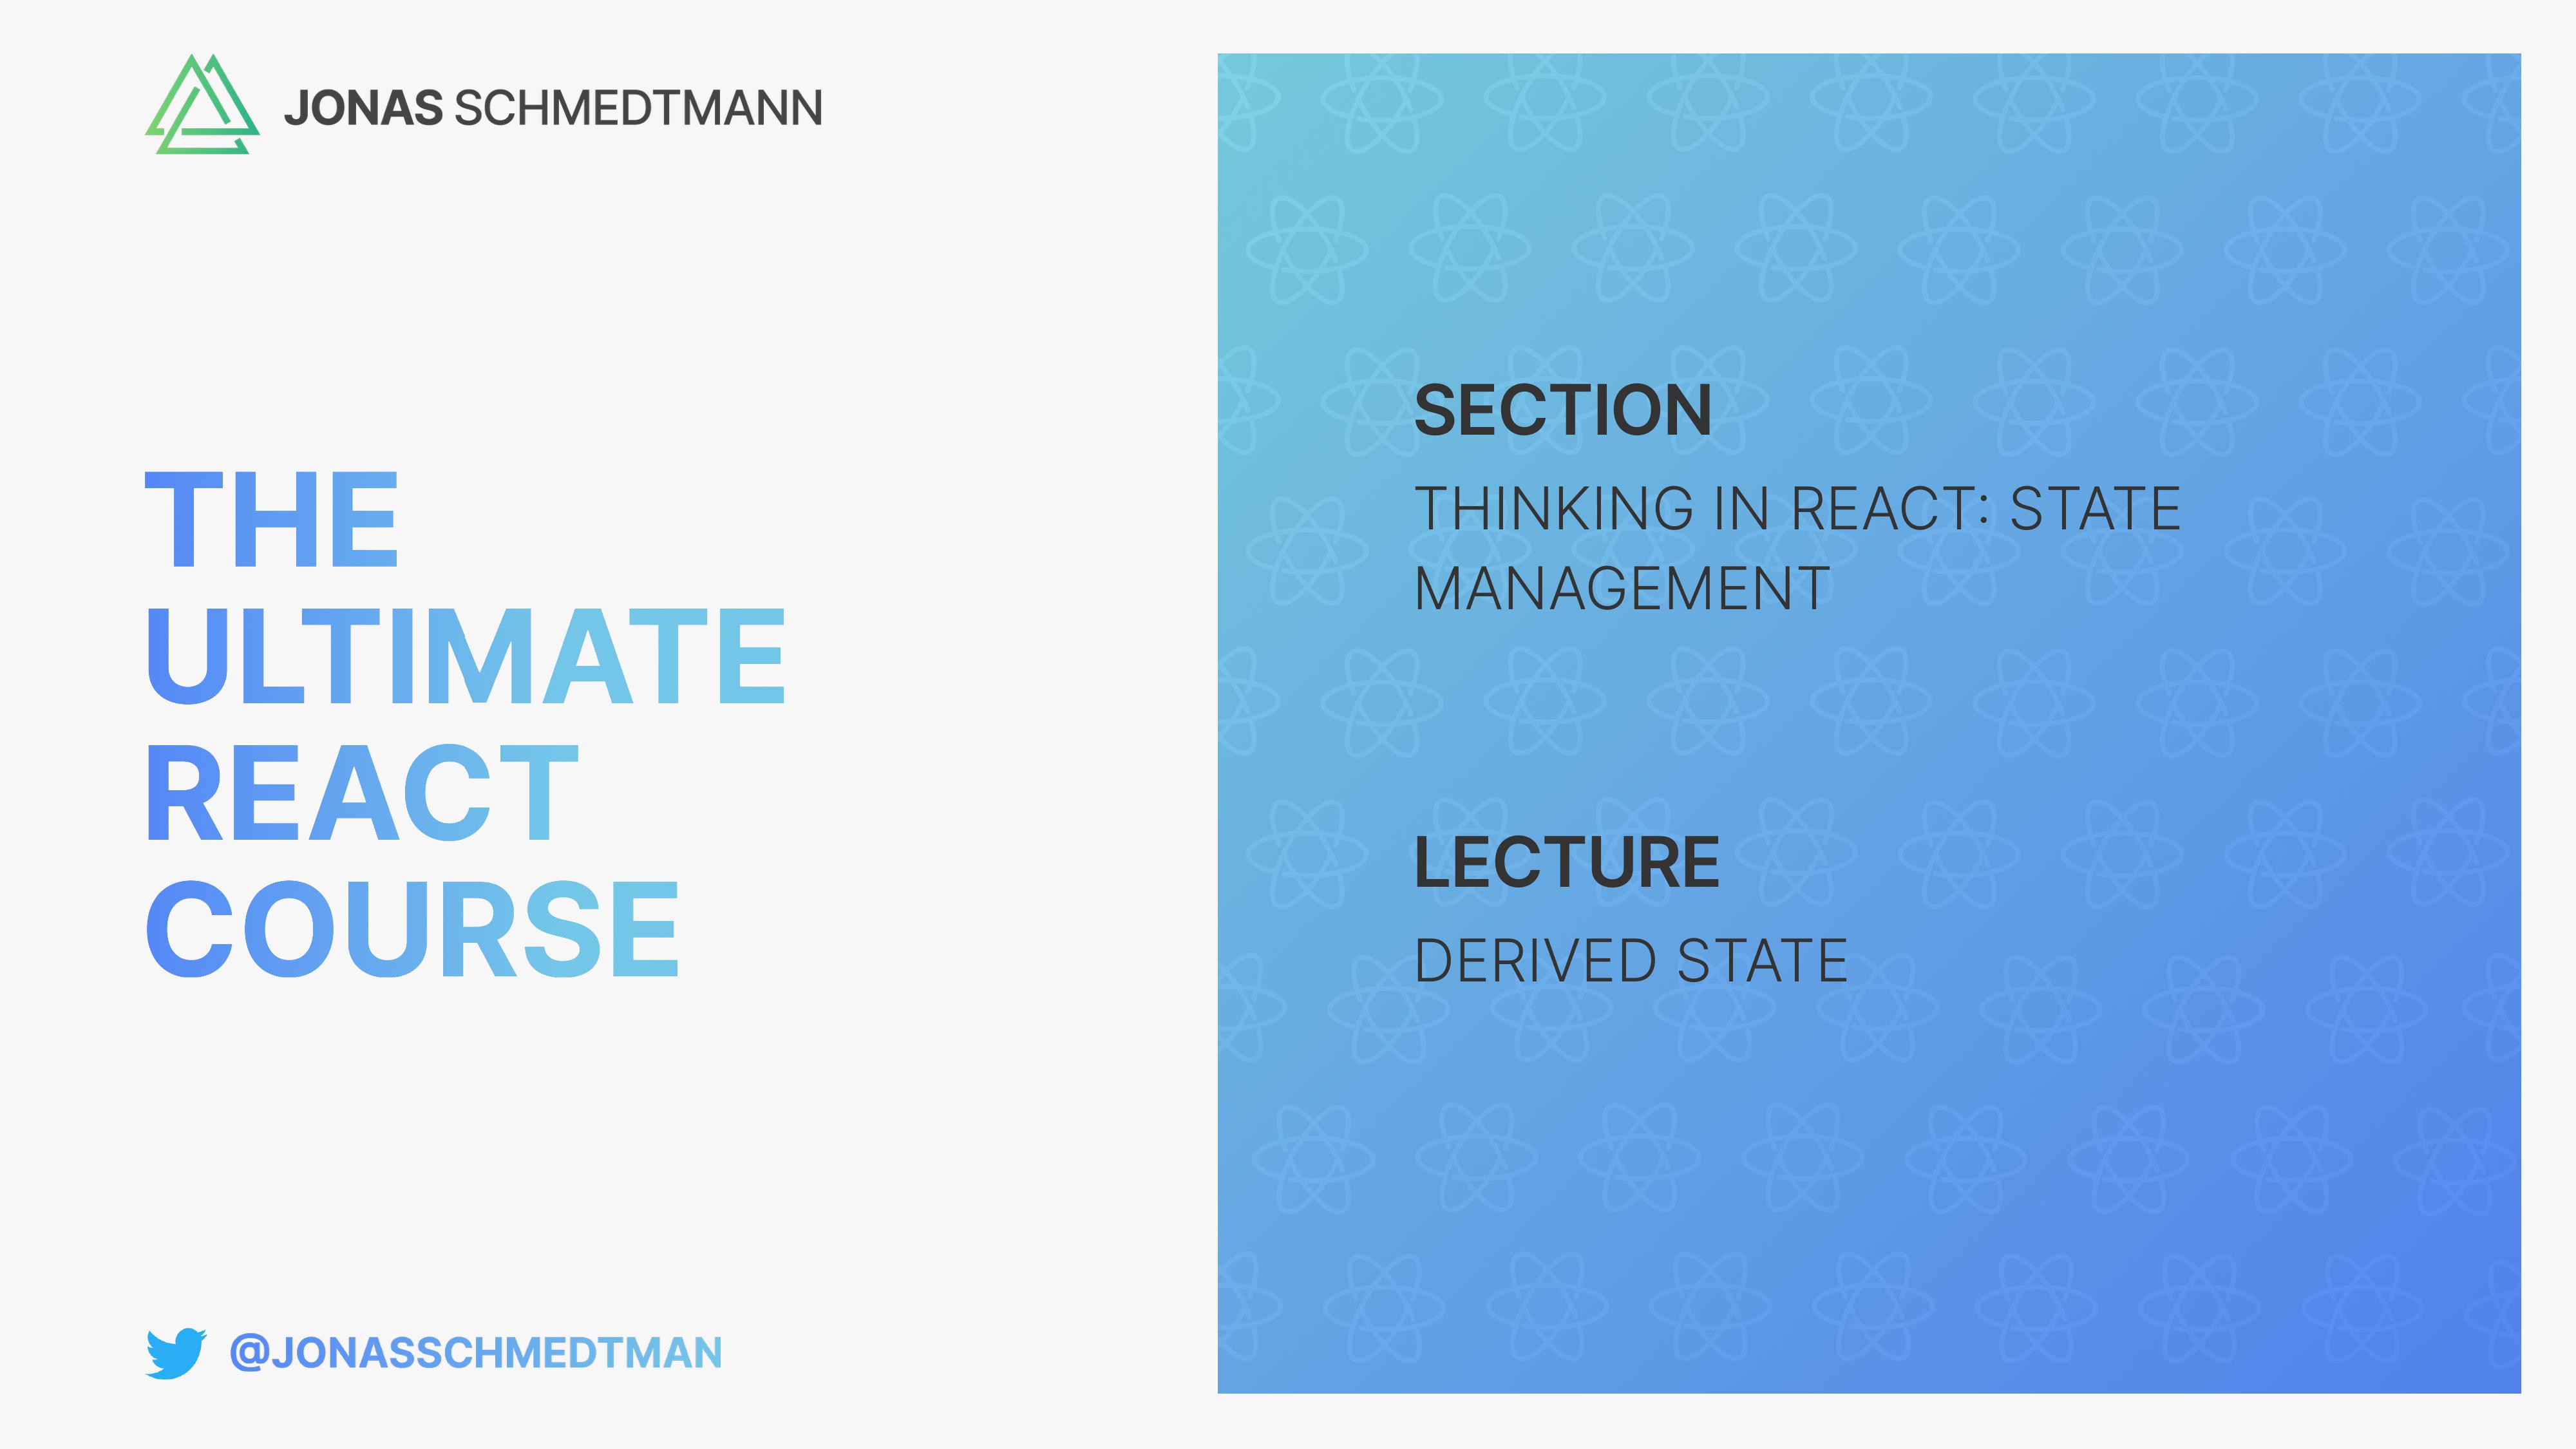 JONAS SCHMEDTMANN
THE
ULTIMATE
REACT
COURSE
@JONASSCHMEDTMAN
SECTION
THINKING IN REACT: STATE
MANAGEMENT
LECTURE
DERIVED STATE